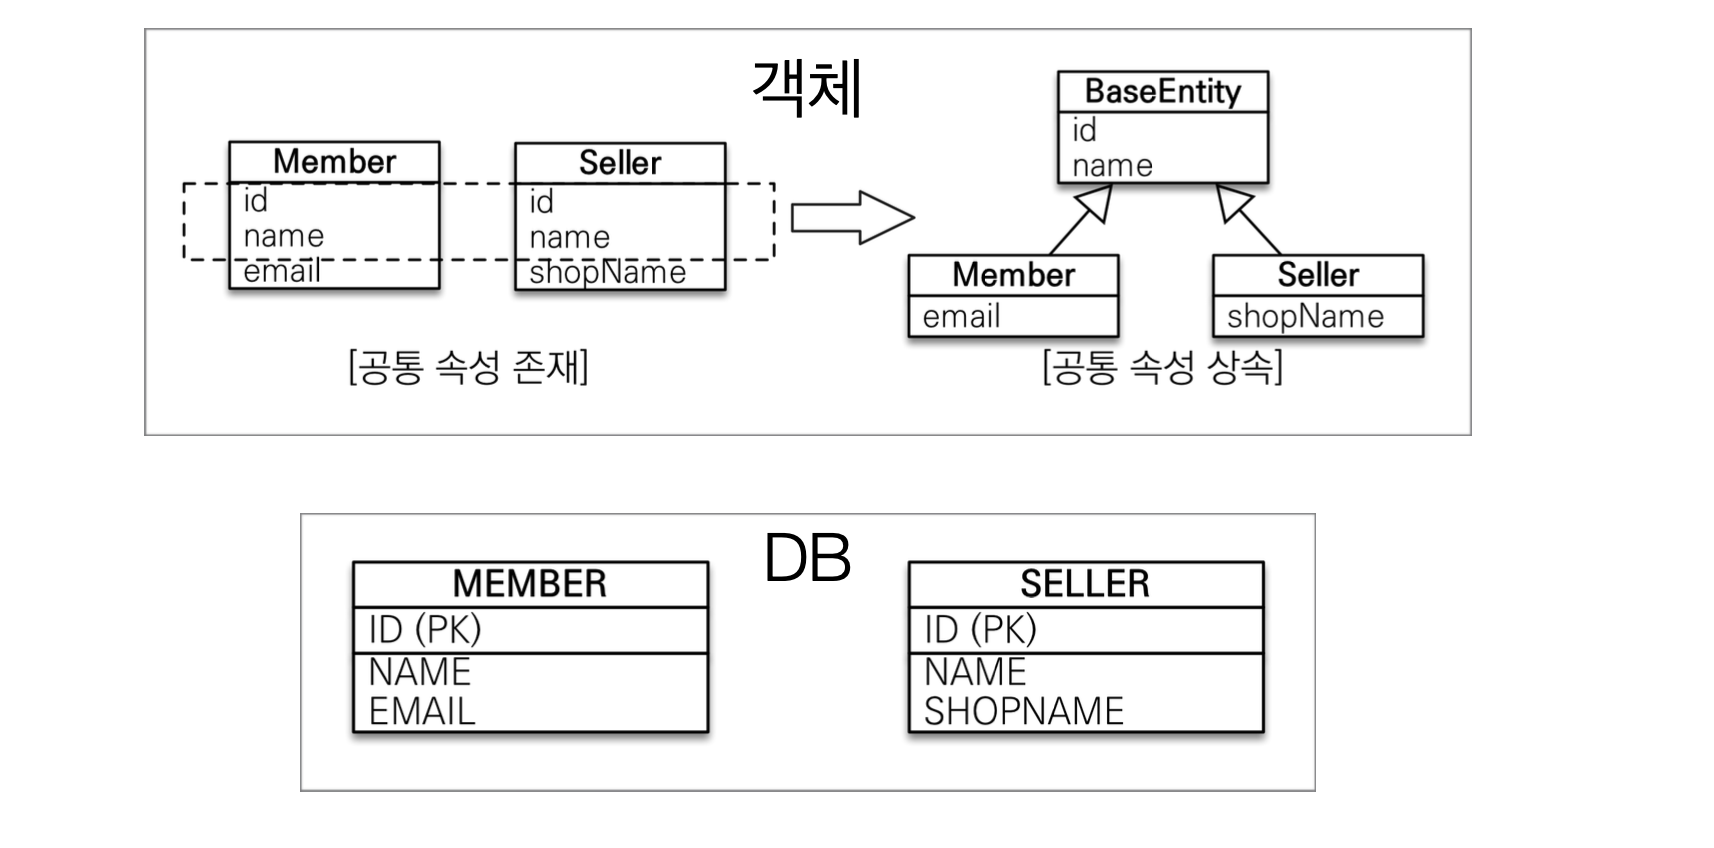 객체
Member
id
name
email
Seller
id
name
shopName
[공통 속성 존재]
BaseEntity
id
name
Member
email
Seller
shopName
[공통 속성 상속]
DB
MEMBER
ID (PK)
NAME
EMAIL
SELLER
ID (PK)
NAME
SHOPNAME